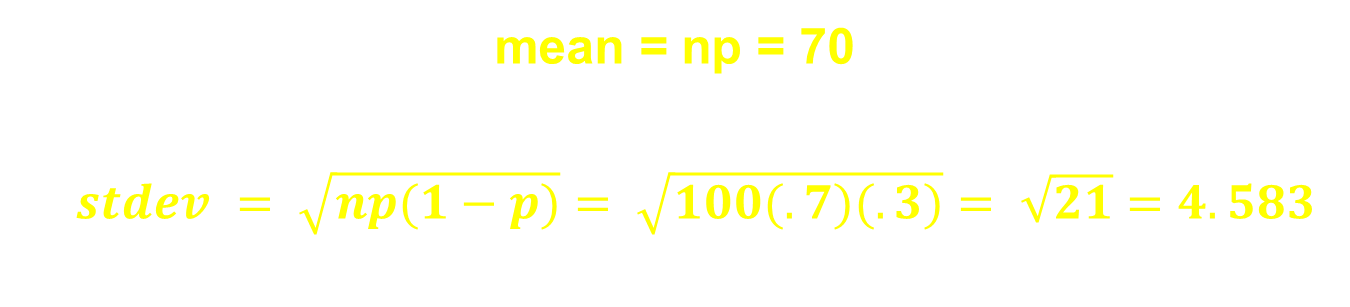 mean = np = 70
stdev = √np(1 − p) = √100(.7)(.3) = √21 = 4.583